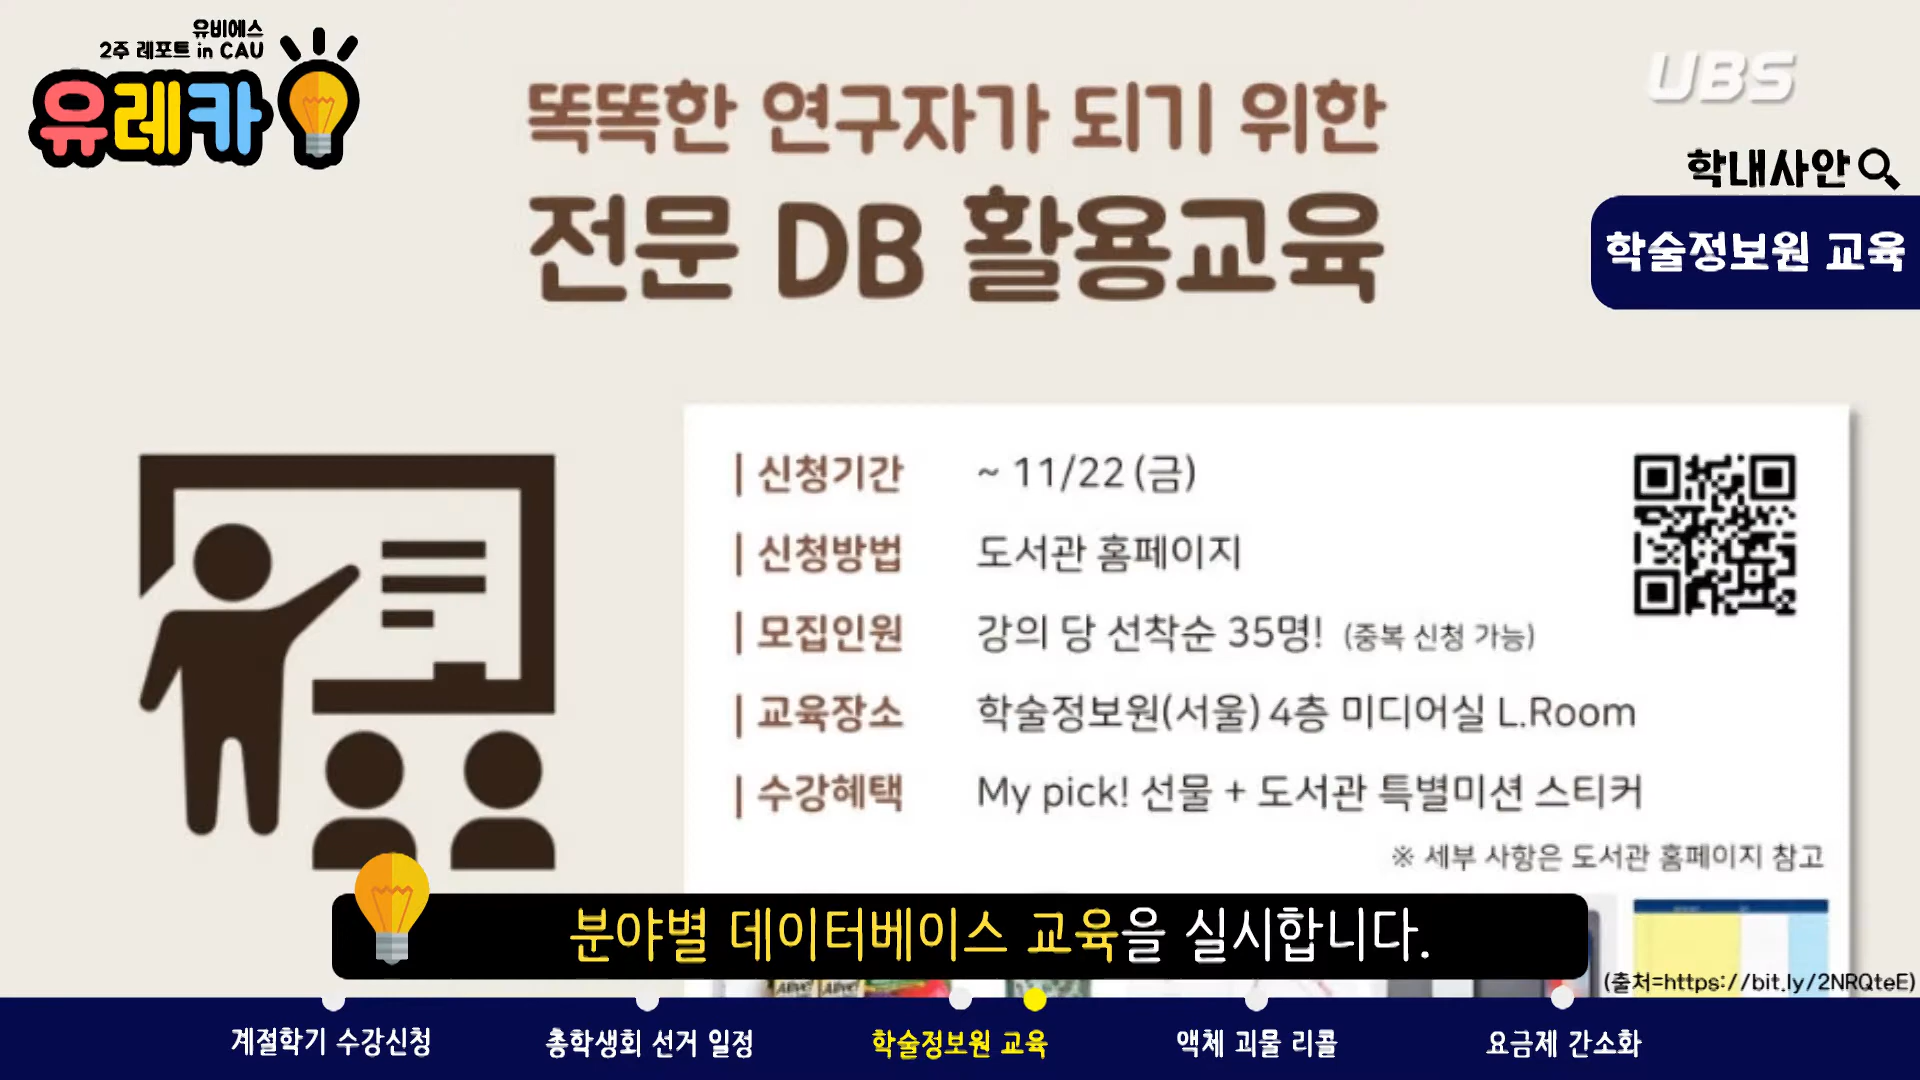 유비에스
2주 레포트 in CAU
유레카
UBS
학내사안
학술정보원 교육
똑똑한 연구자가 되기 위한
전문 DB 활용교육
| 신청기간 ~ 11/22 (금)
| 신청방법 도서관 홈페이지
| 모집인원 강의 당 선착순 35명! (중복 신청 가능)
| 교육장소 학술정보원(서울) 4층 미디어실 L.Room
| 수강혜택 My pick! 선물 + 도서관 특별미션 스티커
※ 세부 사항은 도서관 홈페이지 참고
분야별 데이터베이스 교육을 실시합니다.
(출처=https://bit.ly/2NRQteE)
계절학기 수강신청
총학생회 선거 일정
학술정보원 교육
액체 괴물 리콜
요금제 간소화